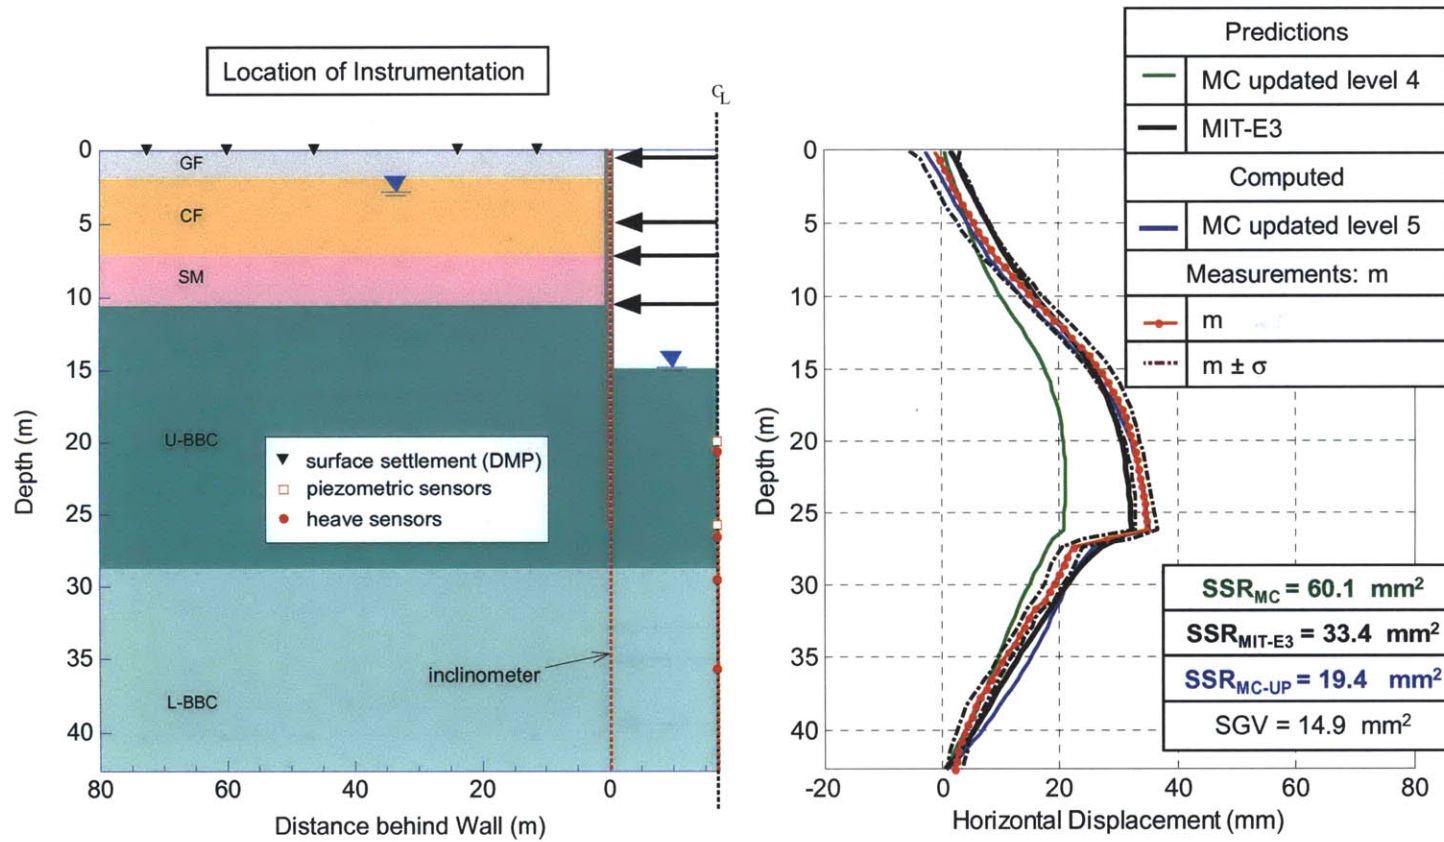 Location of Instrumentation
℄
0
5
10
15
20
25
30
35
40
Depth (m)
GF
CF
SM
U-BBC
L-BBC
surface settlement (DMP)
piezometric sensors
heave sensors
inclinometer
80
60
40
20
0
Distance behind Wall (m)
Predictions
MC updated level 4
MIT-E3
Computed
MC updated level 5
Measurements: m
m
m ± σ
0
5
10
15
20
25
30
35
40
Depth (m)
SSR_MC = 60.1 mm²
SSR_MIT-E3 = 33.4 mm²
SSR_MC-UP = 19.4 mm²
SGV = 14.9 mm²
-20
0
20
40
60
80
Horizontal Displacement (mm)